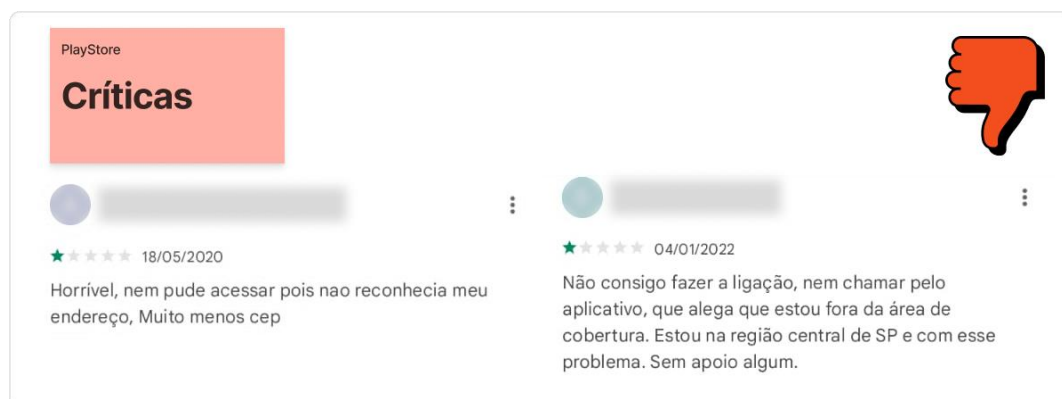 PlayStore
Críticas
18/05/2020
Horrível, nem pude acessar pois nao reconhecia meu
endereço, Muito menos cep
04/01/2022
Não consigo fazer a ligação, nem chamar pelo
aplicativo, que alega que estou fora da área de
cobertura. Estou na região central de SP e com esse
problema. Sem apoio algum.